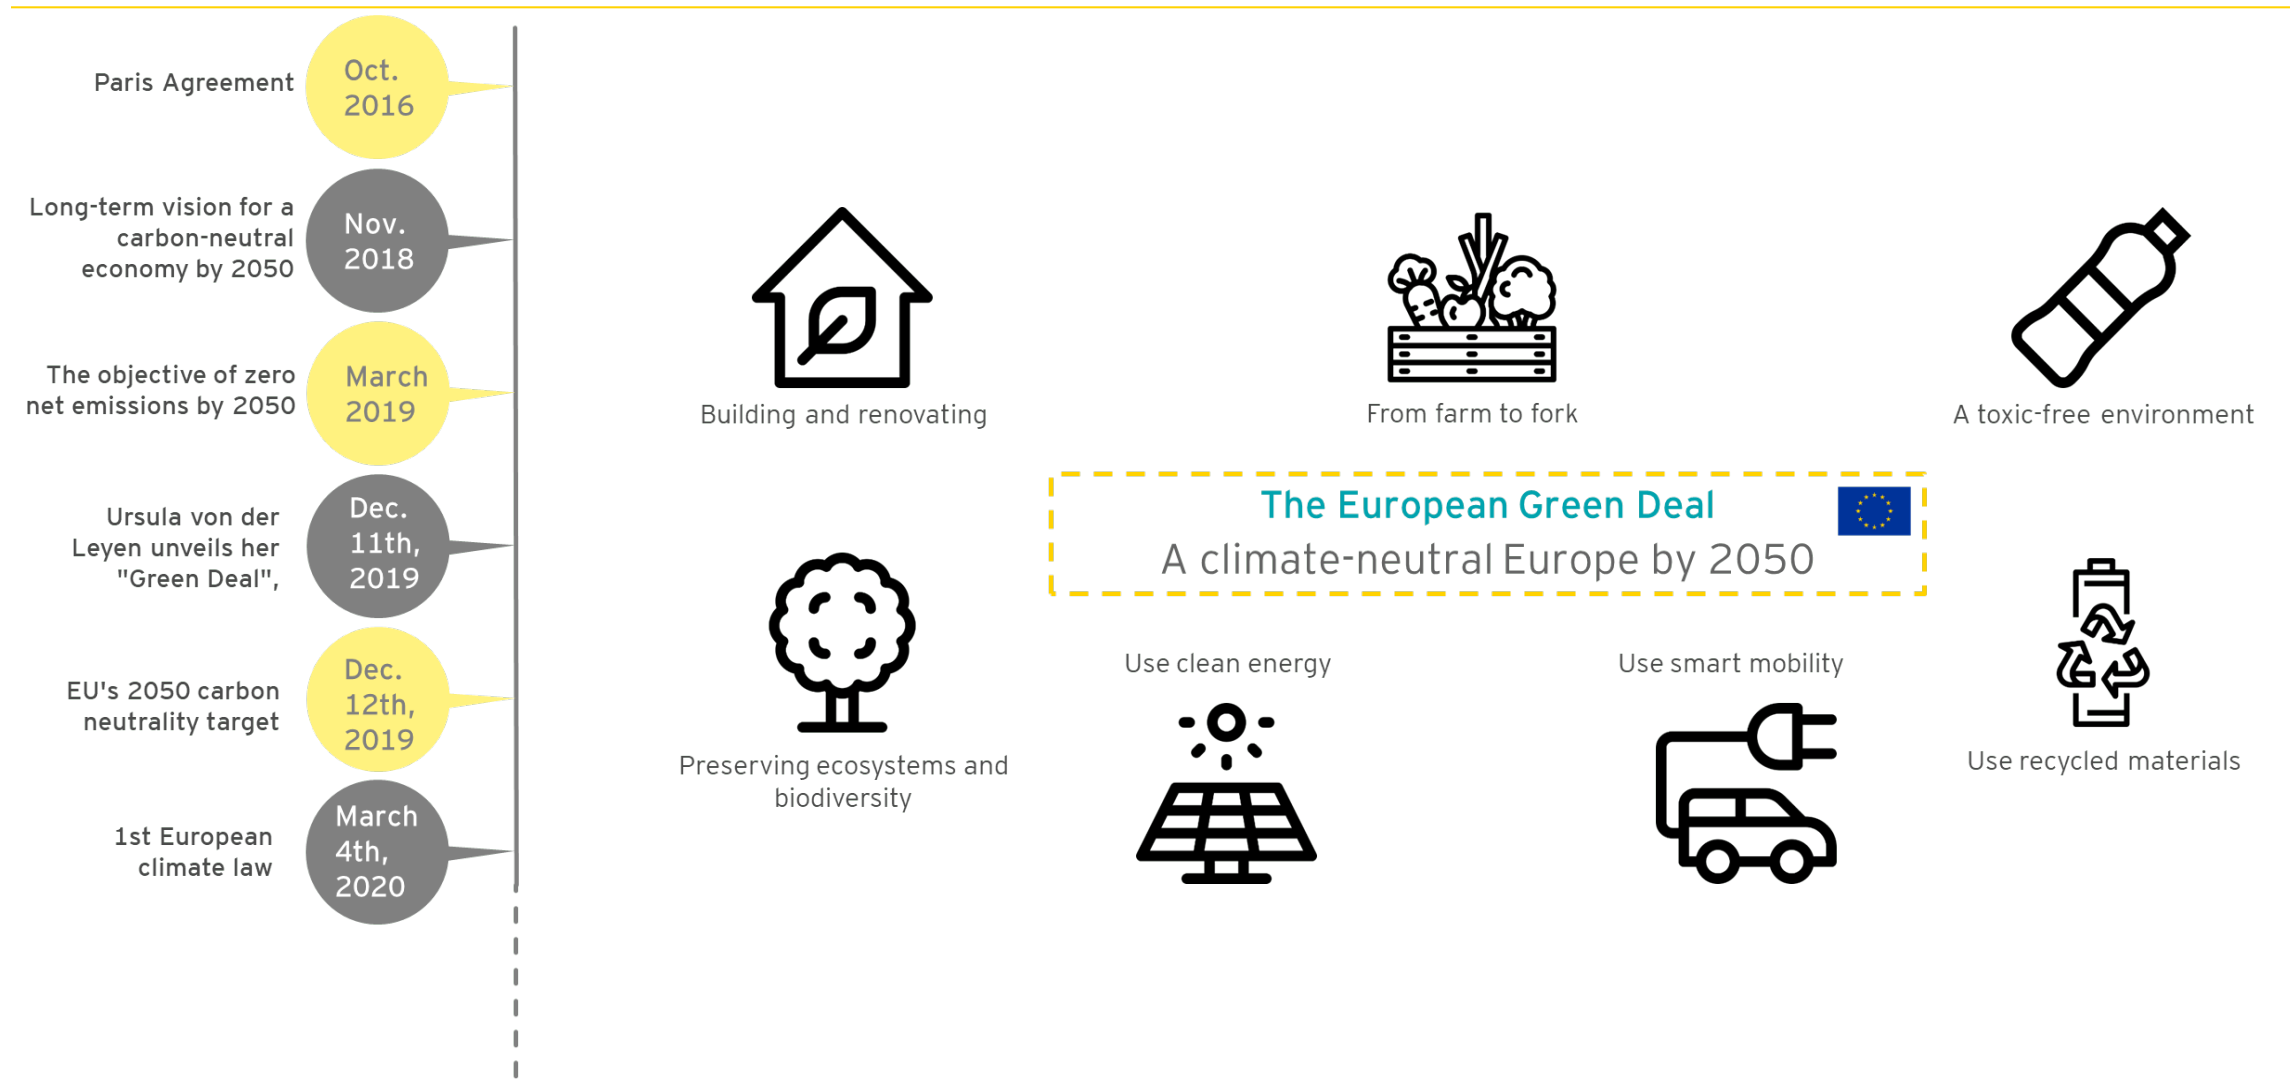 Paris Agreement
Oct.
2016
Long-term vision for a
carbon-neutral
economy by 2050
Nov.
2018
The objective of zero
net emissions by 2050
March
2019
Ursula von der
Leyen unveils her
"Green Deal",
Dec.
11th,
2019
EU's 2050 carbon
neutrality target
Dec.
12th,
2019
1st European
climate law
March
4th,
2020
Building and renovating
From farm to fork
A toxic-free environment
The European Green Deal
A climate-neutral Europe by 2050
Preserving ecosystems and
biodiversity
Use clean energy
Use smart mobility
Use recycled materials